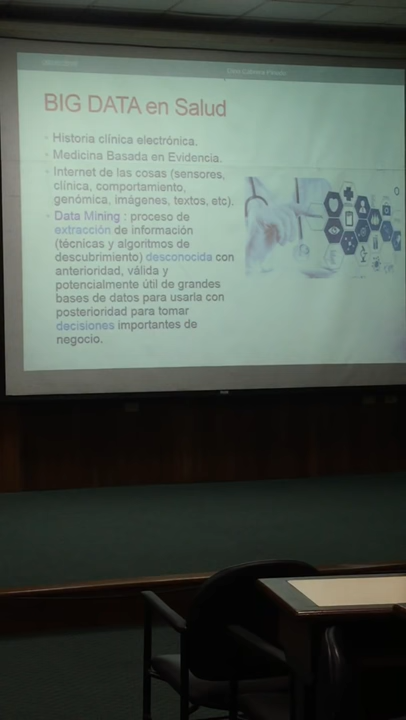 BIG DATA en Salud
• Historia clínica electrónica.
• Medicina Basada en Evidencia.
• Internet de las cosas (sensores,
clínica, comportamiento,
genómica, imágenes, textos, etc).
• Data Mining : proceso de
extracción de información
(técnicas y algoritmos de
descubrimiento) desconocida con
anterioridad, válida y
potencialmente útil de grandes
bases de datos para usarla con
posterioridad para tomar
decisiones importantes de
negocio.